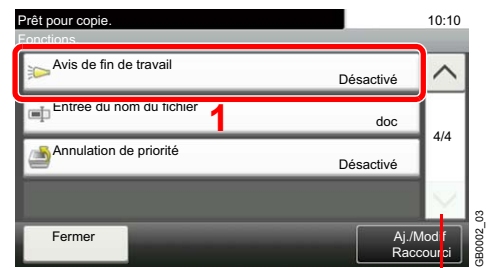 Prêt pour copie. 10:10
Fonctions
Avis de fin de travail
Désactivé
Entrée du nom du fichier
1
doc
4/4
Annulation de priorité
Désactivé
Fermer
Aj./Modif
Raccourci
GB0002_03